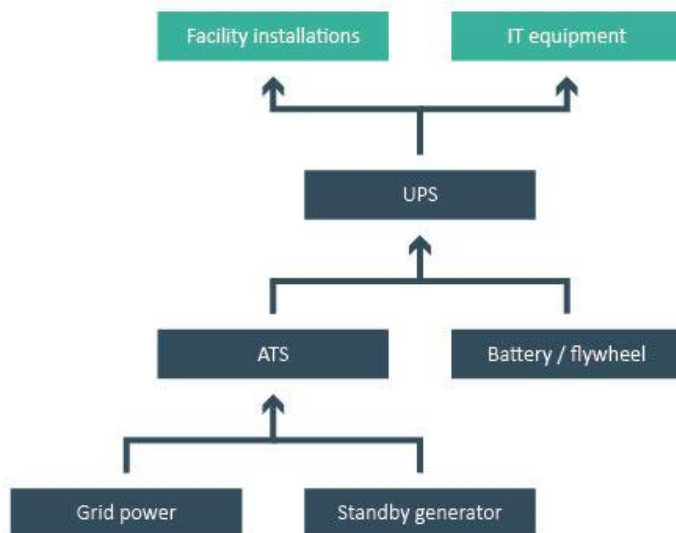 Facility installations
IT equipment
UPS
ATS
Battery / flywheel
Grid power
Standby generator